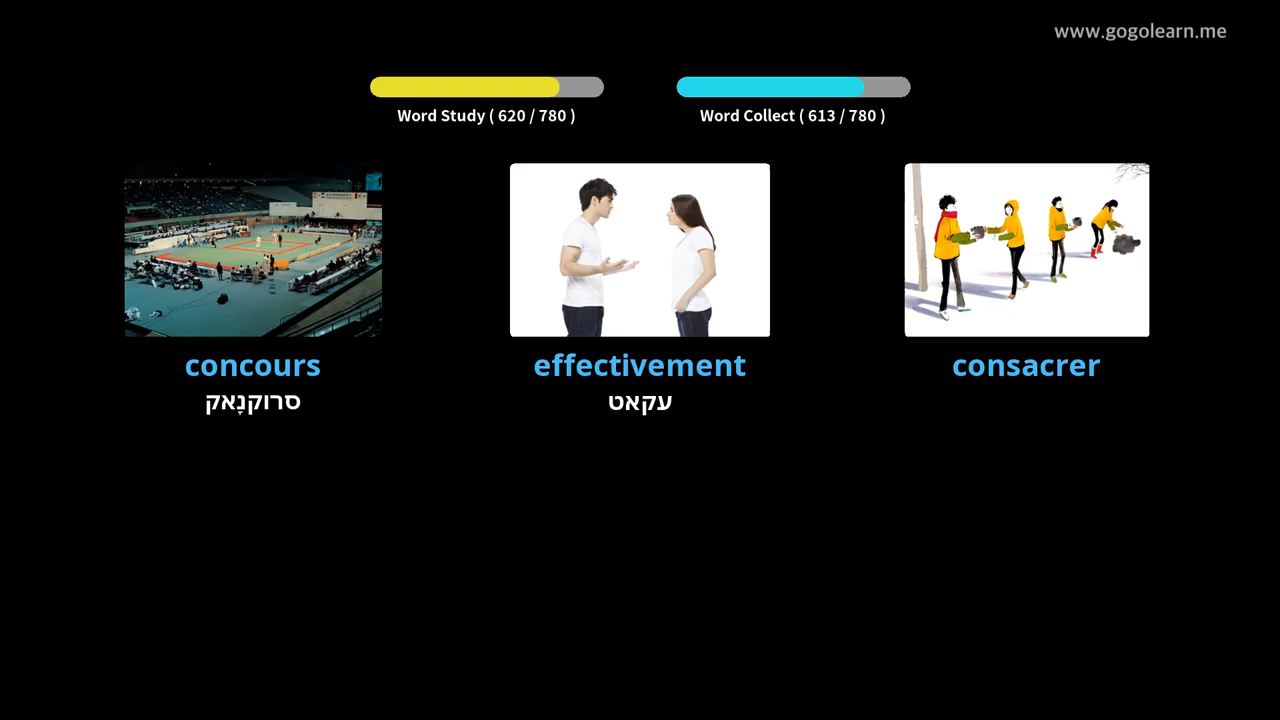 www.gogolearn.me
Word Study ( 620 / 780 )
Word Collect ( 613 / 780 )
concours
סרוקנָאק
effectivement
עקאט
consacrer